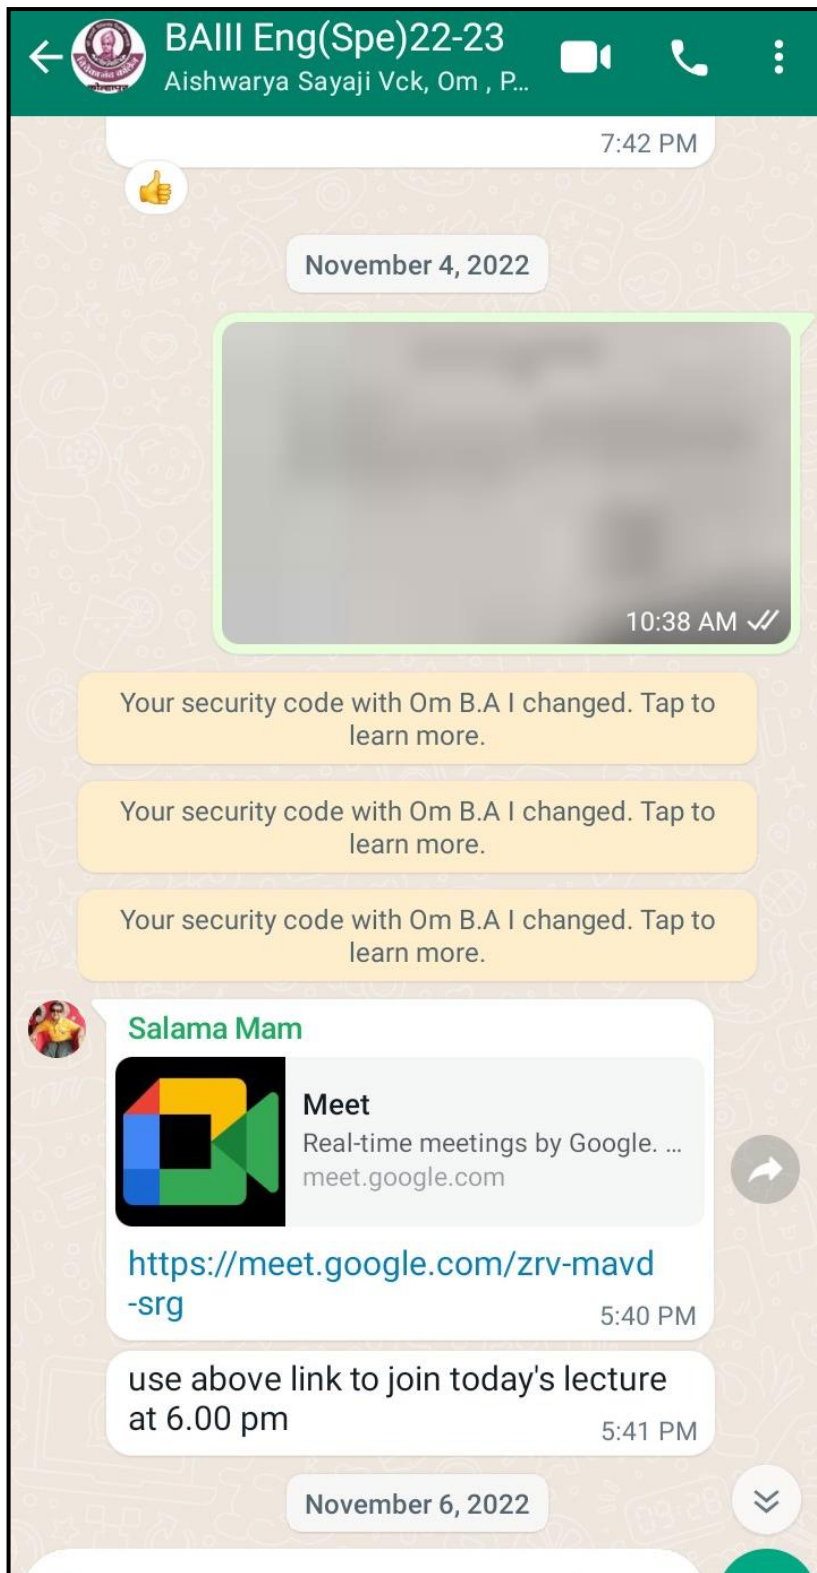 BAIII Eng(Spe)22-23
Aishwarya Sayaji Vck, Om , P...
7:42 PM
November 4, 2022
10:38 AM
Your security code with Om B.A I changed. Tap to
learn more.
Your security code with Om B.A I changed. Tap to
learn more.
Your security code with Om B.A I changed. Tap to
learn more.
Salama Mam
Meet
Real-time meetings by Google. ...
meet.google.com
https://meet.google.com/zrv-mavd
-srg
5:40 PM
use above link to join today's lecture
at 6.00 pm
5:41 PM
November 6, 2022